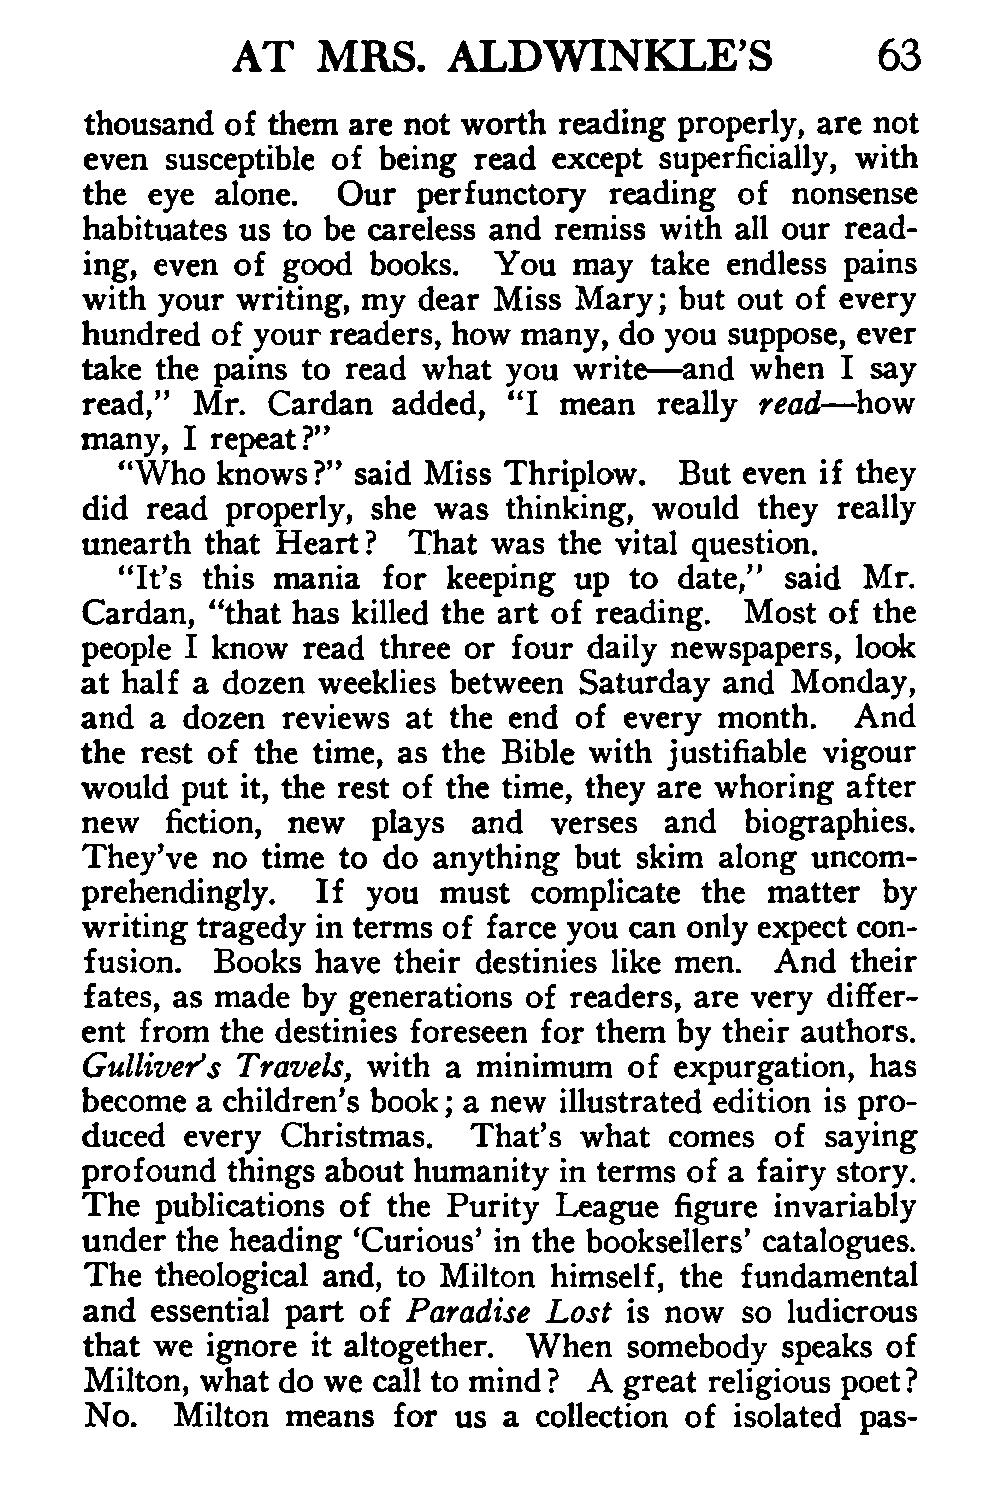 AT MRS. ALDWINKLE'S 63
thousand of them are not worth reading properly, are not
even susceptible of being read except superficially, with
the eye alone. Our perfunctory reading of nonsense
habituates us to be careless and remiss with all our read-
ing, even of good books. You may take endless pains
with your writing, my dear Miss Mary; but out of every
hundred of your readers, how many, do you suppose, ever
take the pains to read what you write—and when I say
read," Mr. Cardan added, "I mean really read—how
many, I repeat?"
"Who knows?" said Miss Thriplow. But even if they
did read properly, she was thinking, would they really
unearth that Heart? That was the vital question.
"It's this mania for keeping up to date," said Mr.
Cardan, "that has killed the art of reading. Most of the
people I know read three or four daily newspapers, look
at half a dozen weeklies between Saturday and Monday,
and a dozen reviews at the end of every month. And
the rest of the time, as the Bible with justifiable vigour
would put it, the rest of the time, they are whoring after
new fiction, new plays and verses and biographies.
They've no time to do anything but skim along uncom-
prehendingly. If you must complicate the matter by
writing tragedy in terms of farce you can only expect con-
fusion. Books have their destinies like men. And their
fates, as made by generations of readers, are very differ-
ent from the destinies foreseen for them by their authors.
Gulliver's Travels, with a minimum of expurgation, has
become a children's book; a new illustrated edition is pro-
duced every Christmas. That's what comes of saying
profound things about humanity in terms of a fairy story.
The publications of the Purity League figure invariably
under the heading 'Curious' in the booksellers' catalogues.
The theological and, to Milton himself, the fundamental
and essential part of Paradise Lost is now so ludicrous
that we ignore it altogether. When somebody speaks of
Milton, what do we call to mind? A great religious poet?
No. Milton means for us a collection of isolated pas-